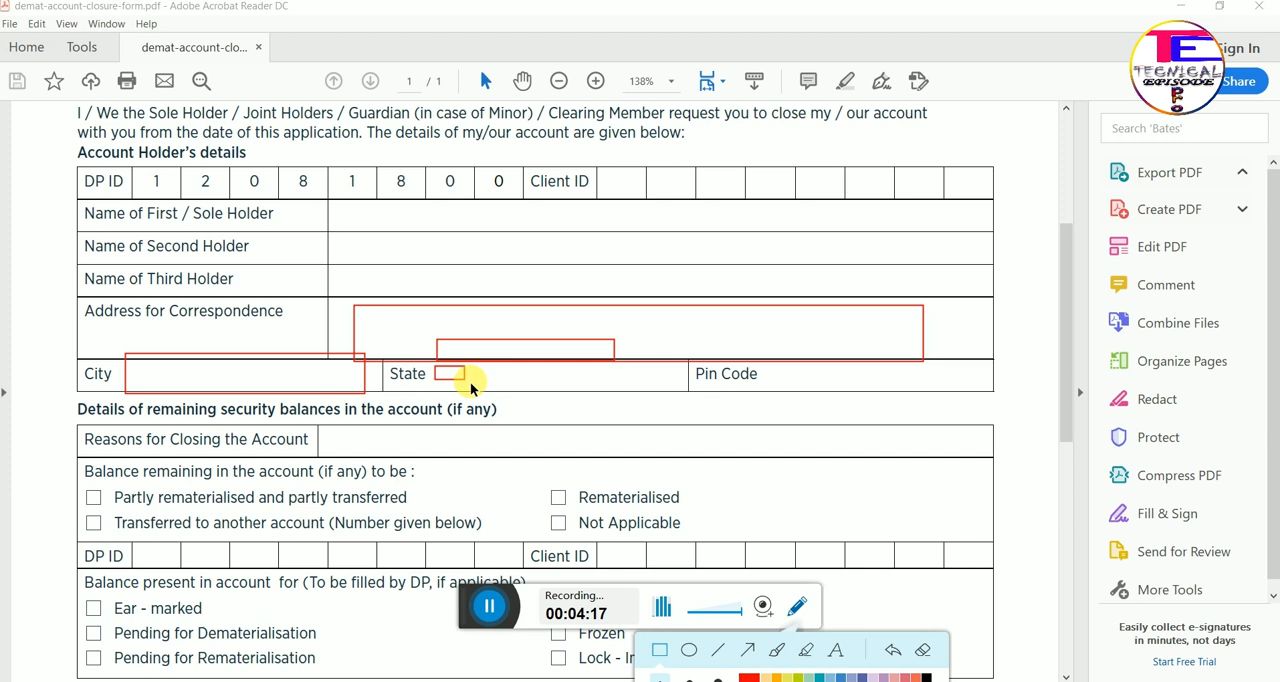 demat-account-closure-form.pdf - Adobe Acrobat Reader DC
File Edit View Window Help
Home Tools demat-account-clo... × Sign In
1 / 1 138% Share
TECNICAL
EPISODE
PRO
I / We the Sole Holder / Joint Holders / Guardian (in case of Minor) / Clearing Member request you to close my / our account
with you from the date of this application. The details of my/our account are given below:
Account Holder's details
DP ID 1 2 0 8 1 8 0 0 Client ID
Name of First / Sole Holder
Name of Second Holder
Name of Third Holder
Address for Correspondence
City State Pin Code
Details of remaining security balances in the account (if any)
Reasons for Closing the Account
Balance remaining in the account (if any) to be :
Partly rematerialised and partly transferred Rematerialised
Transferred to another account (Number given below) Not Applicable
DP ID Client ID
Balance present in account for (To be filled by DP, if applicable)
Ear - marked
Pending for Dematerialisation Frozen
Pending for Rematerialisation Lock - In
Recording...
00:04:17
A
Search 'Bates'
Export PDF
Create PDF
Edit PDF
Comment
Combine Files
Organize Pages
Redact
Protect
Compress PDF
Fill & Sign
Send for Review
More Tools
Easily collect e-signatures
in minutes, not days
Start Free Trial